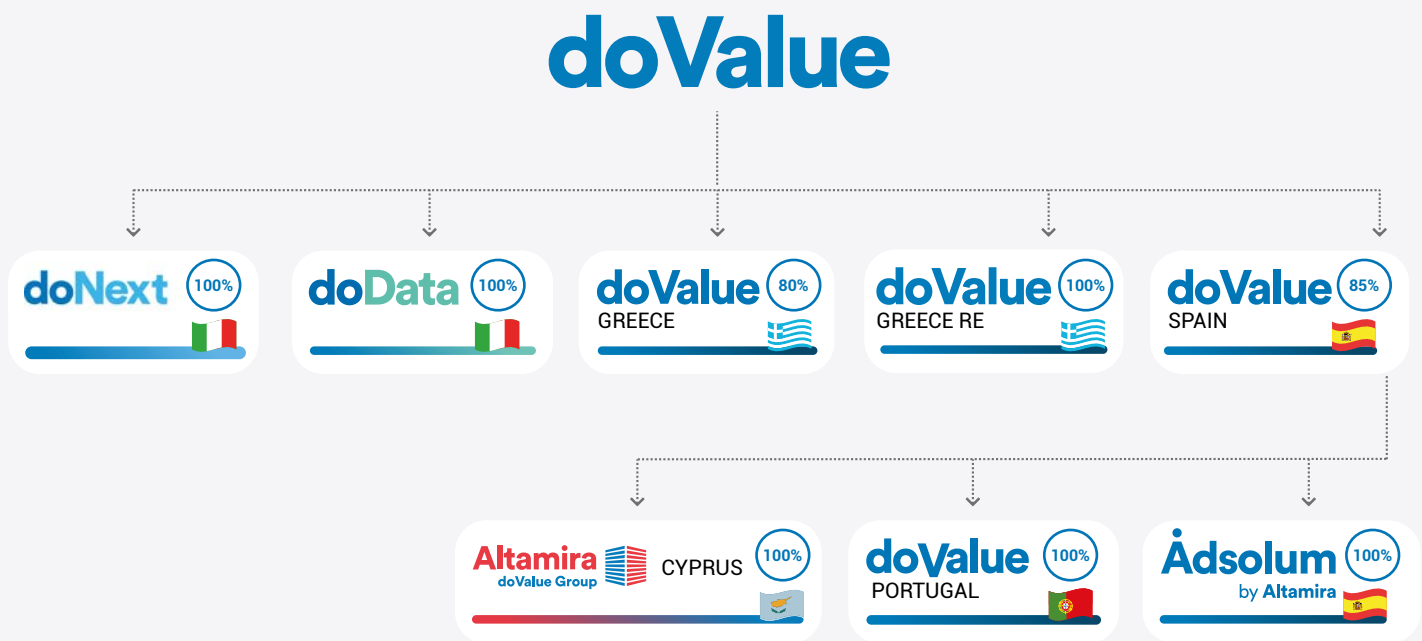 doValue
doNext 100%
doData 100%
doValue 80%
GREECE
doValue 100%
GREECE RE
doValue 85%
SPAIN
Altamira
doValue Group
CYPRUS 100%
doValue 100%
PORTUGAL
Ådsolum 100%
by Altamira